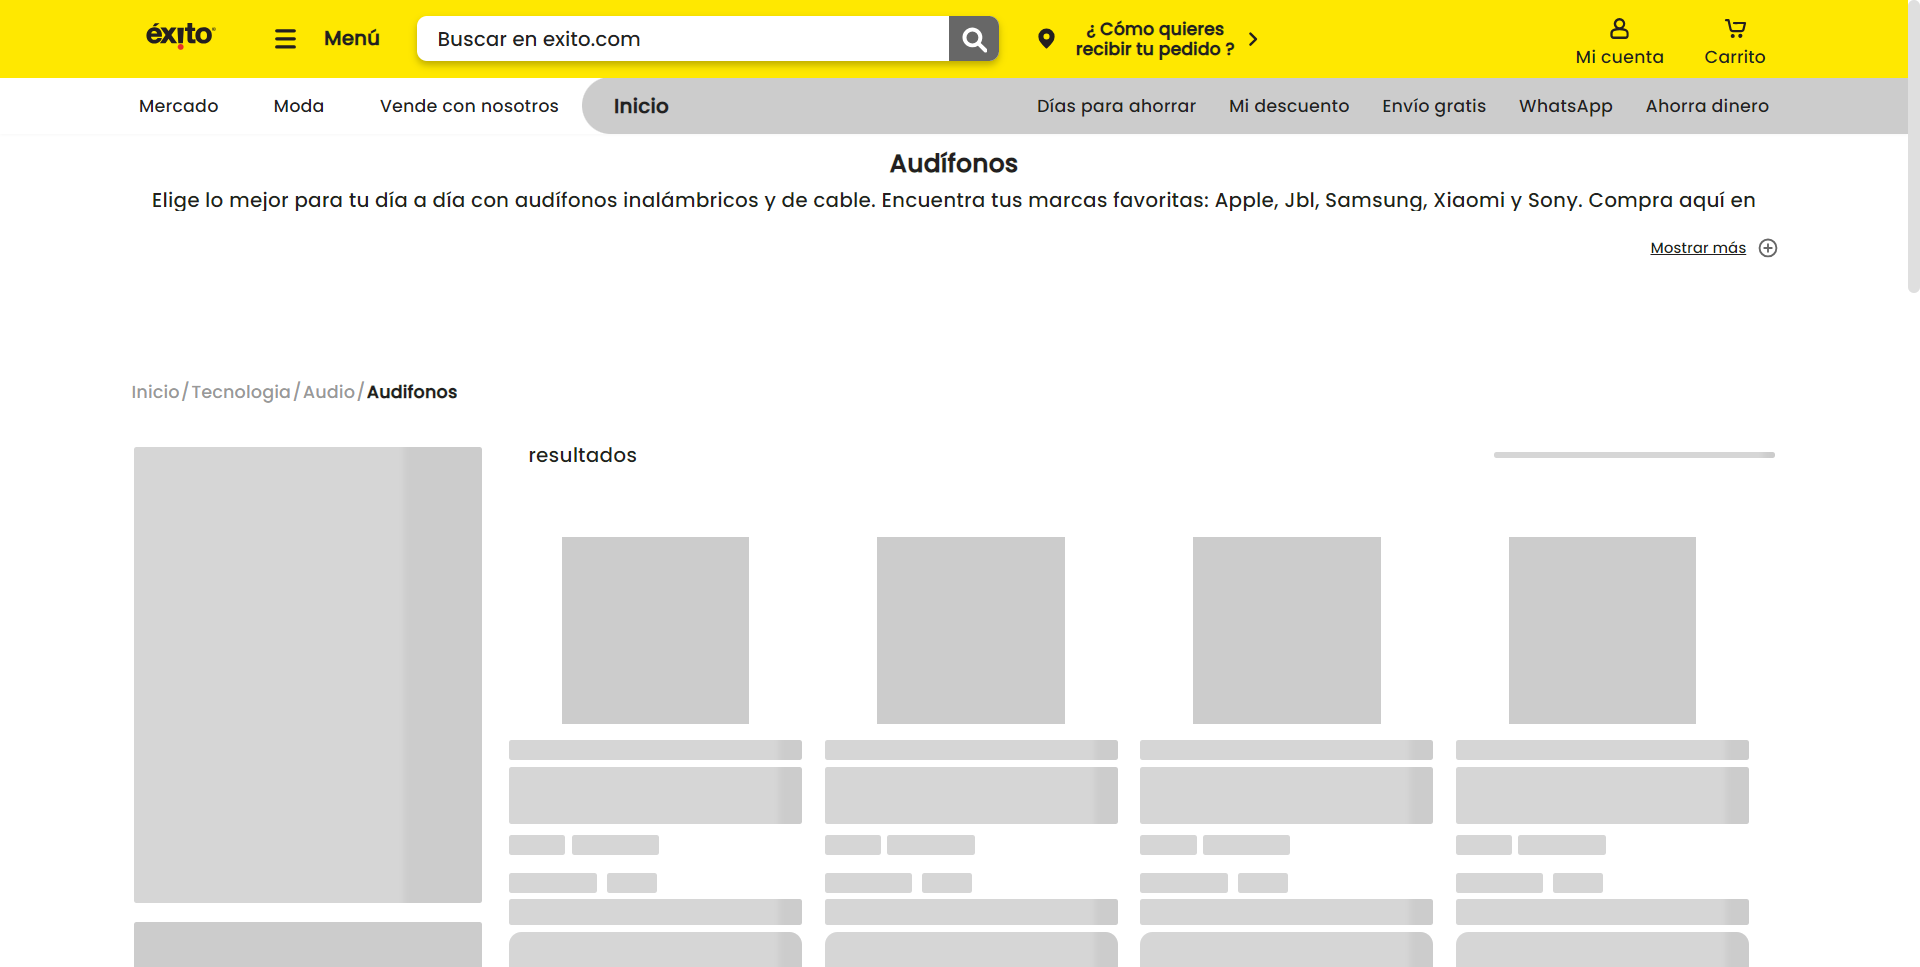 éxito
Menú
Buscar en exito.com
¿ Cómo quieres
recibir tu pedido ?
Mi cuenta
Carrito
Mercado
Moda
Vende con nosotros
Inicio
Días para ahorrar
Mi descuento
Envío gratis
WhatsApp
Ahorra dinero
Audífonos
Elige lo mejor para tu día a día con audífonos inalámbricos y de cable. Encuentra tus marcas favoritas: Apple, Jbl, Samsung, Xiaomi y Sony. Compra aquí en
Mostrar más
Inicio/Tecnologia/Audio/Audifonos
resultados